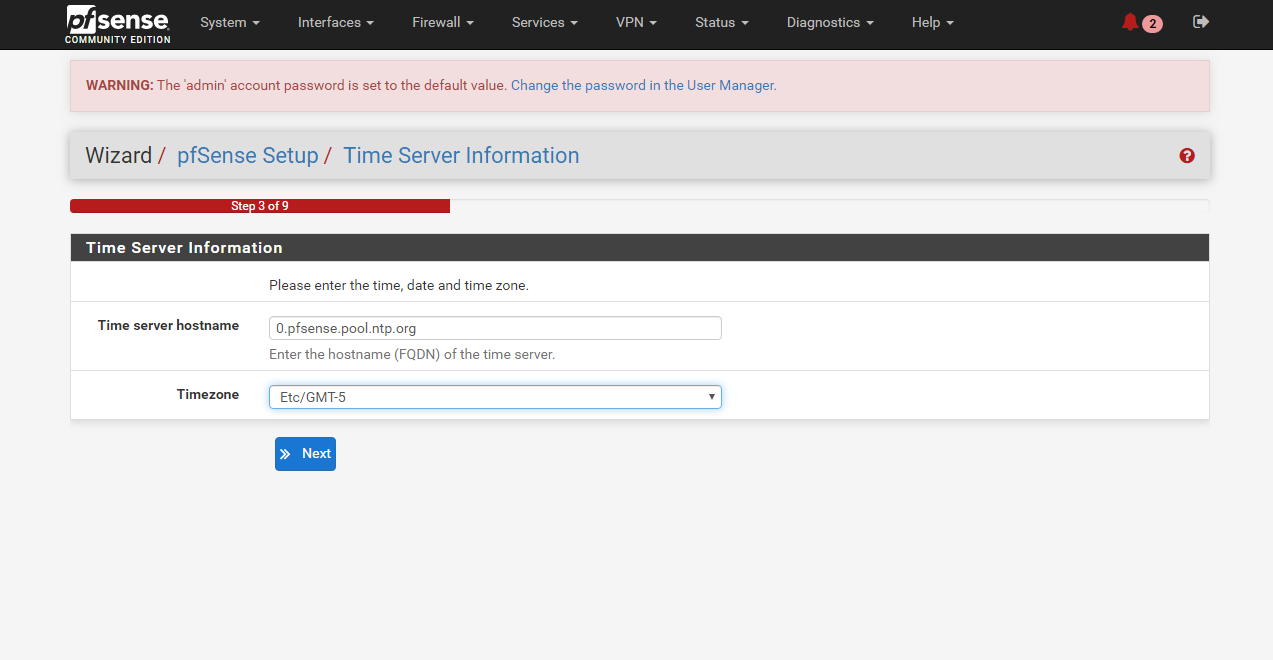 pfsense
COMMUNITY EDITION
System Interfaces Firewall Services VPN Status Diagnostics Help 2
WARNING: The 'admin' account password is set to the default value. Change the password in the User Manager.
Wizard / pfSense Setup / Time Server Information
Step 3 of 9
Time Server Information
Please enter the time, date and time zone.
Time server hostname 0.pfsense.pool.ntp.org
Enter the hostname (FQDN) of the time server.
Timezone Etc/GMT-5
Next